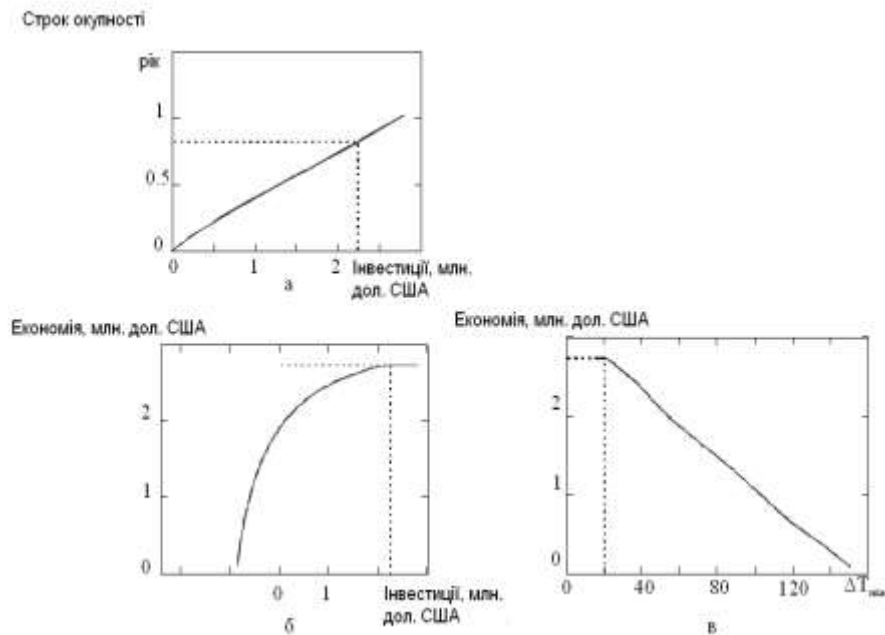 Строк окупності
рік
1
0.5
0
0 1 2 Інвестиції, млн.
дол. США
а
Економія, млн. дол. США
2
1
0
0 1 Інвестиції, млн.
дол. США
б
Економія, млн. дол. США
2
1
0
0 40 80 120 ΔT
в